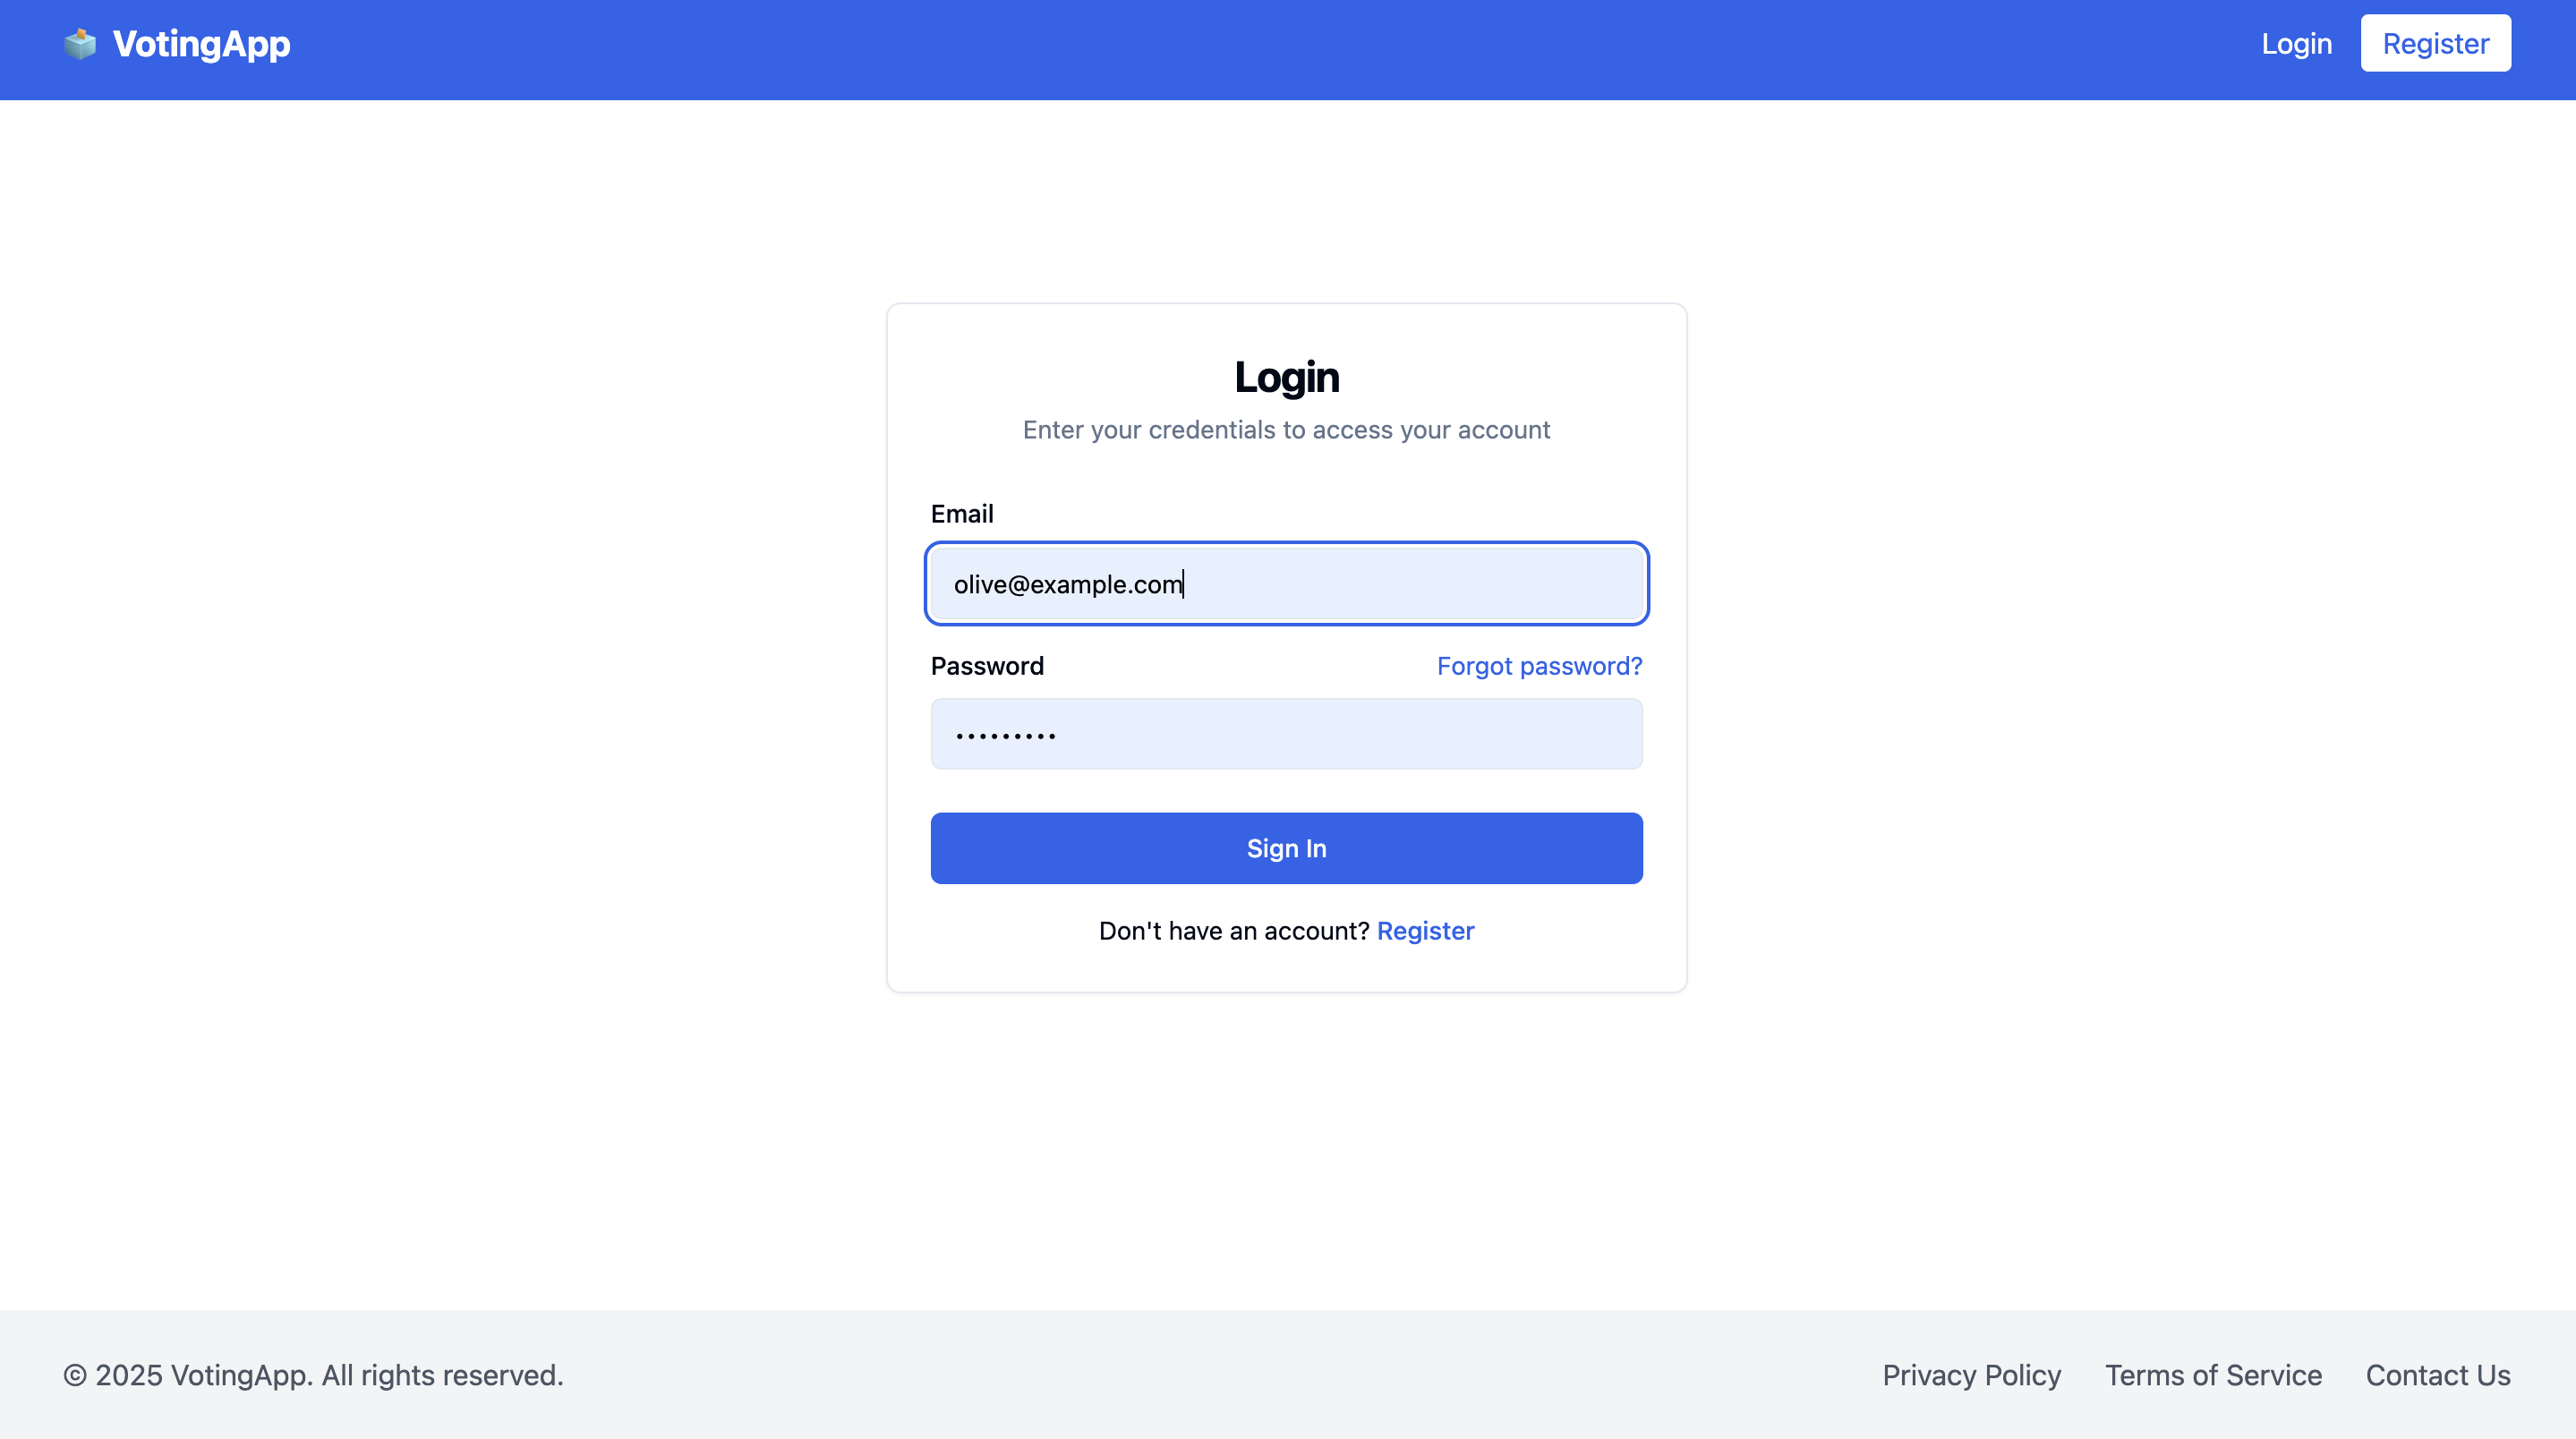 VotingApp
Login Register
Login
Enter your credentials to access your account
Email
olive@example.com
Password Forgot password?
•••••••••
Sign In
Don't have an account? Register
© 2025 VotingApp. All rights reserved.
Privacy Policy Terms of Service Contact Us